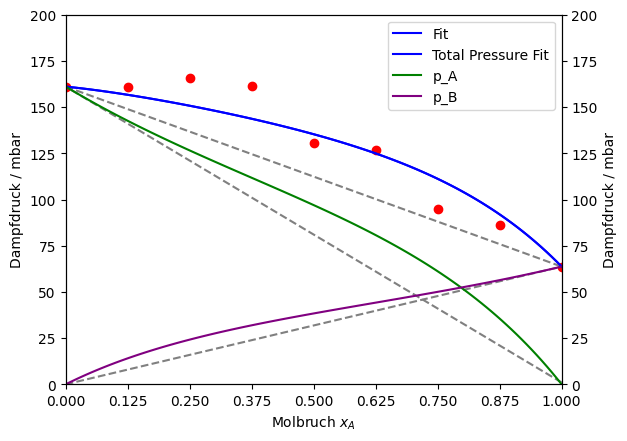 200
175
150
125
100
75
50
25
0
Dampfdruck / mbar
Fit
Total Pressure Fit
p_A
p_B
200
175
150
125
100
75
50
25
0
Dampfdruck / mbar
0.000 0.125 0.250 0.375 0.500 0.625 0.750 0.875 1.000
Molbruch x_A